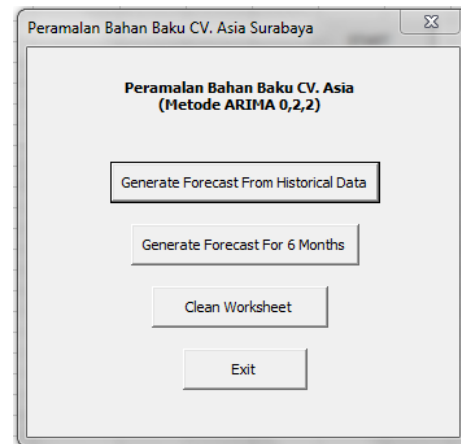 Peramalan Bahan Baku CV. Asia Surabaya
Peramalan Bahan Baku CV. Asia
(Metode ARIMA 0,2,2)
Generate Forecast From Historical Data
Generate Forecast For 6 Months
Clean Worksheet
Exit